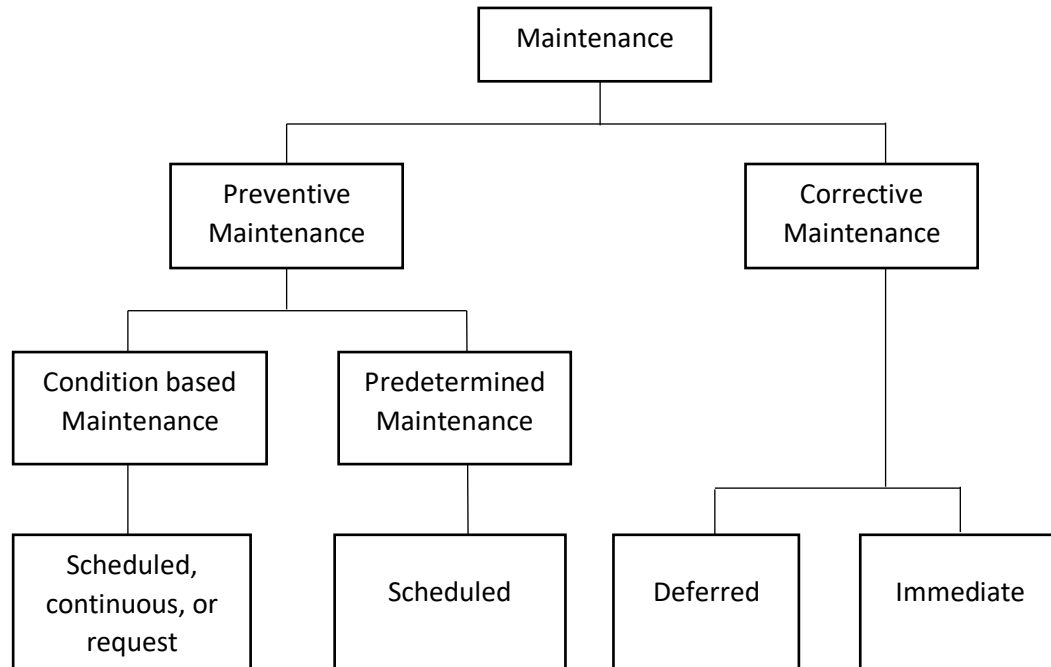 Maintenance
Preventive
Maintenance
Corrective
Maintenance
Condition based
Maintenance
Predetermined
Maintenance
Scheduled,
continuous, or
request
Scheduled
Deferred
Immediate